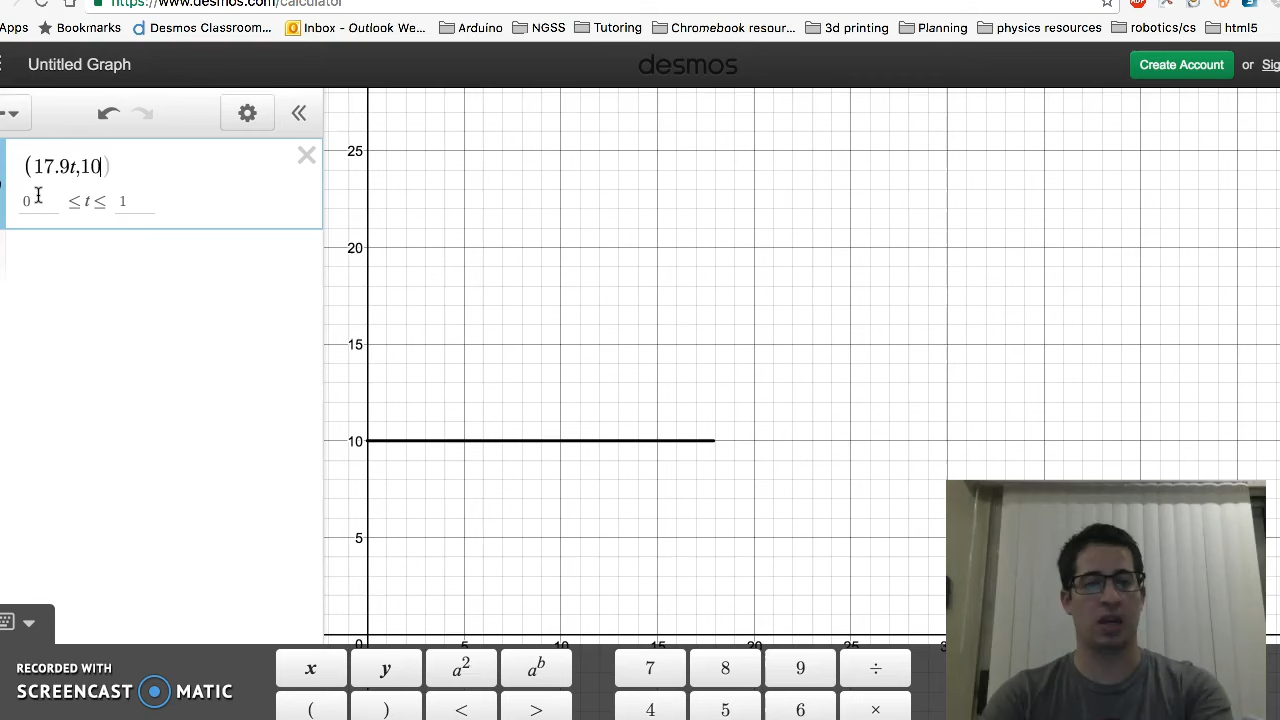 https://www.desmos.com/calculator
Apps Bookmarks Desmos Classroom... Inbox - Outlook We... Arduino NGSS Tutoring Chromebook resour... 3d printing Planning physics resources robotics/cs html5
Untitled Graph desmos Create Account or Sig
(17.9t,10)
0 ≤ t ≤ 1
25
20
15
10
5
0 5 10 15 20 25
RECORDED WITH
SCREENCAST MATIC
x y a² aᵇ 7 8 9 ÷
( ) < > 4 5 6 ×